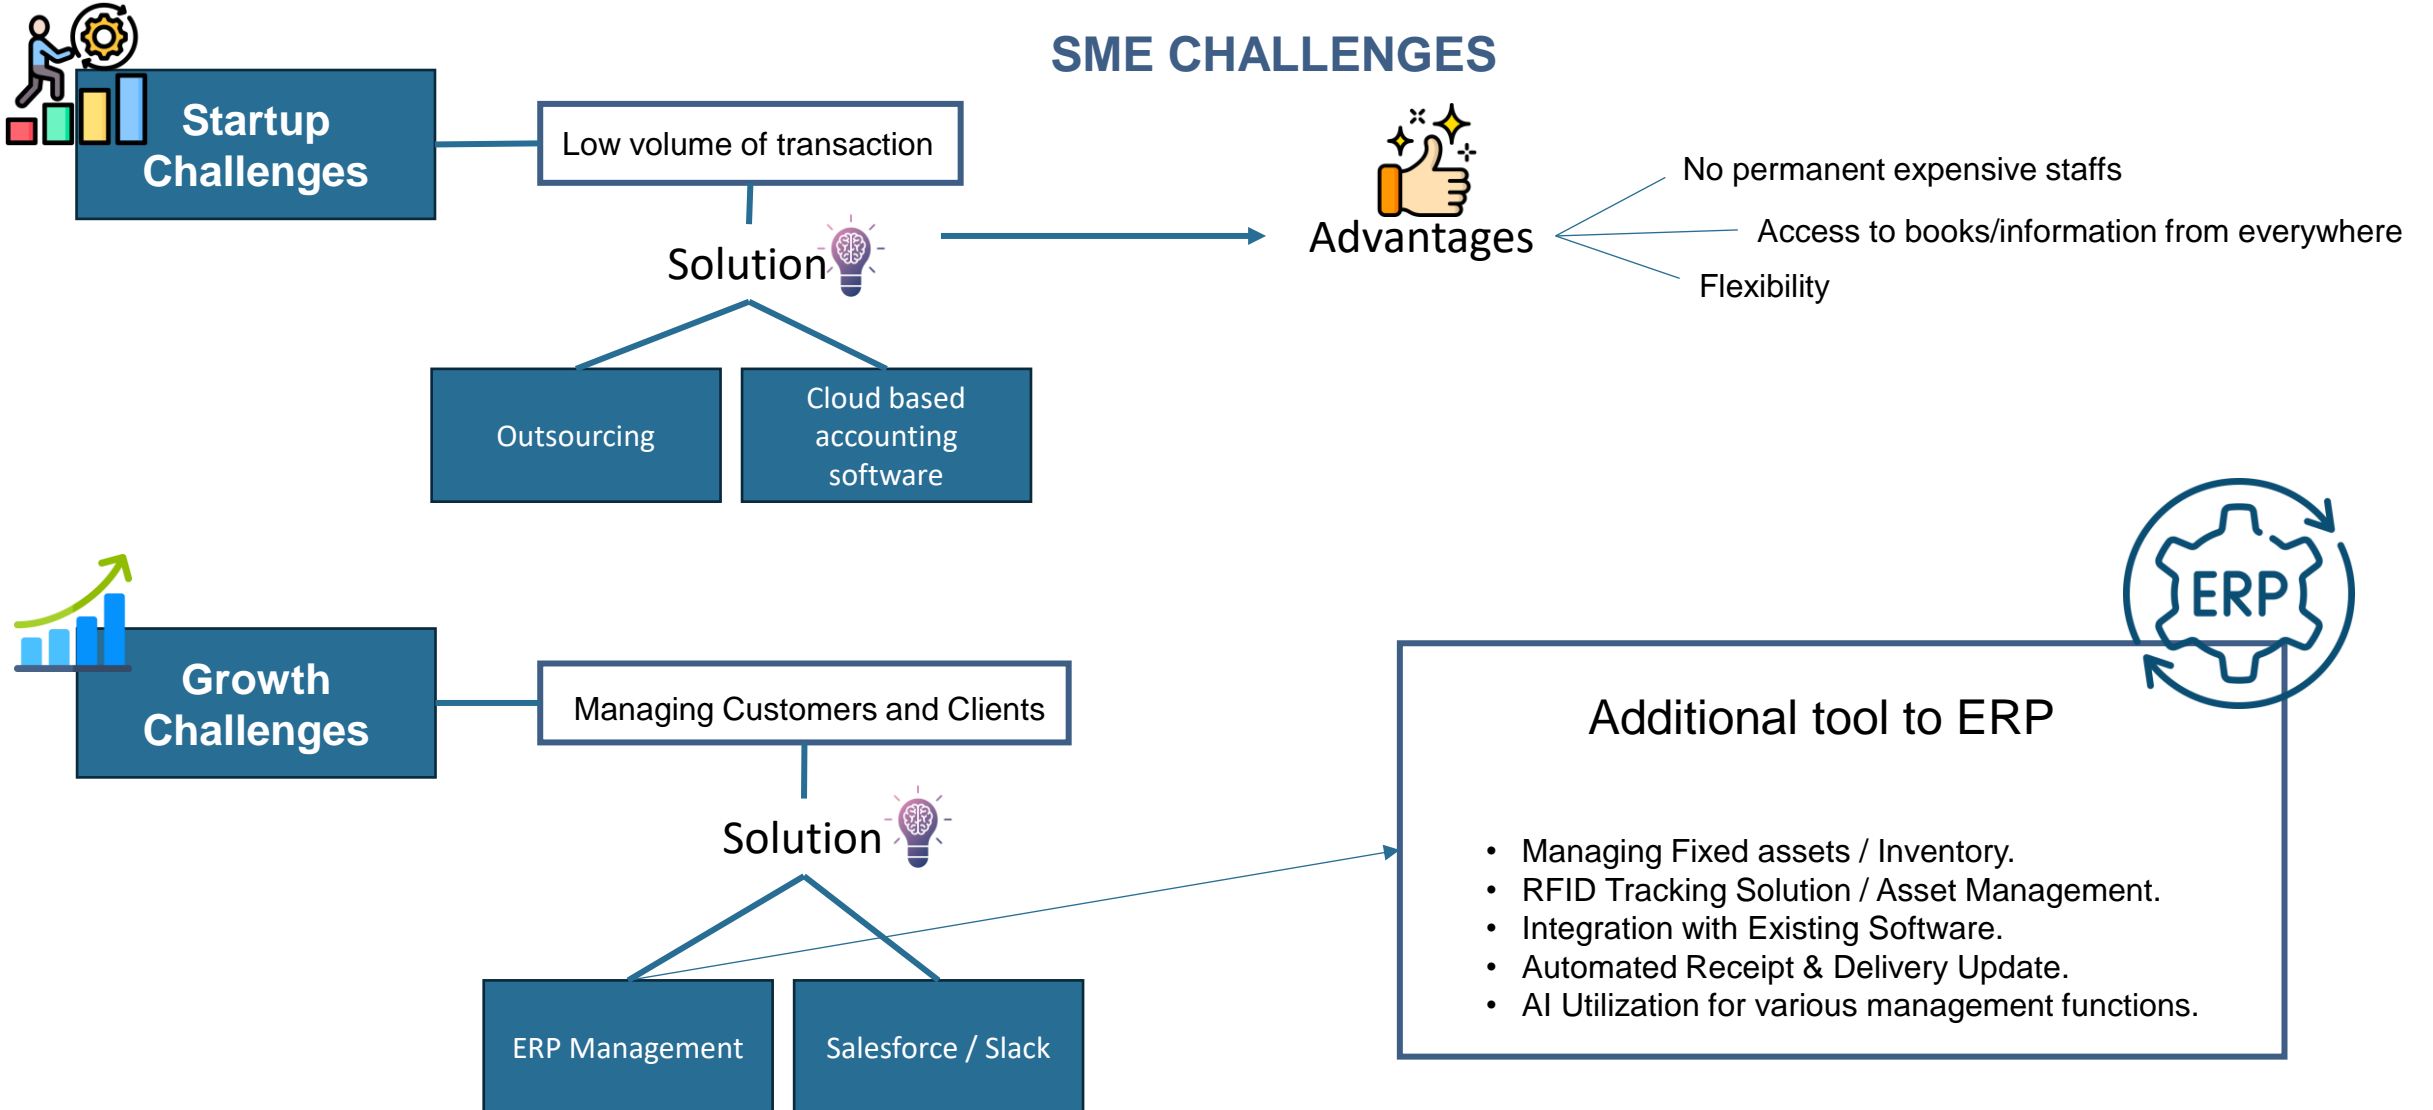 SME CHALLENGES
Startup
Challenges
Low volume of transaction
Solution
Outsourcing
Cloud based
accounting
software
Advantages
No permanent expensive staffs
Access to books/information from everywhere
Flexibility
Growth
Challenges
Managing Customers and Clients
Solution
ERP Management
Salesforce / Slack
ERP
Additional tool to ERP
• Managing Fixed assets / Inventory.
• RFID Tracking Solution / Asset Management.
• Integration with Existing Software.
• Automated Receipt & Delivery Update.
• AI Utilization for various management functions.